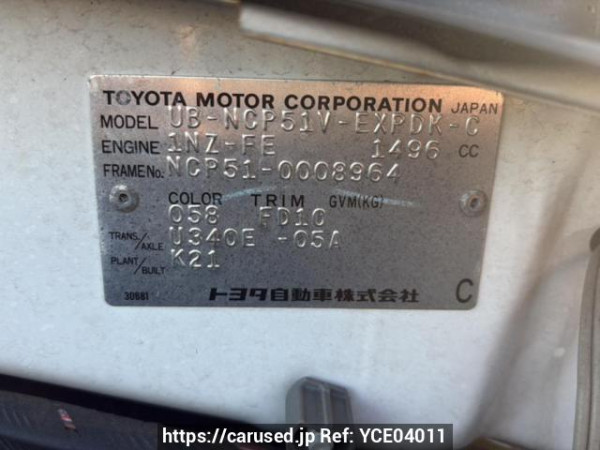 TOYOTA MOTOR CORPORATION JAPAN
MODEL UB-NCP51V-EXPDK-C
ENGINE 1NZ-FE 1496 CC
FRAME No. NCP51-0008964
COLOR TRIM GVM(KG)
058 FD10
TRANS./AXLE U340E -05A
PLANT/BUILT K21
30681 トヨタ自動車株式会社 C
https://carused.jp Ref: YCE04011